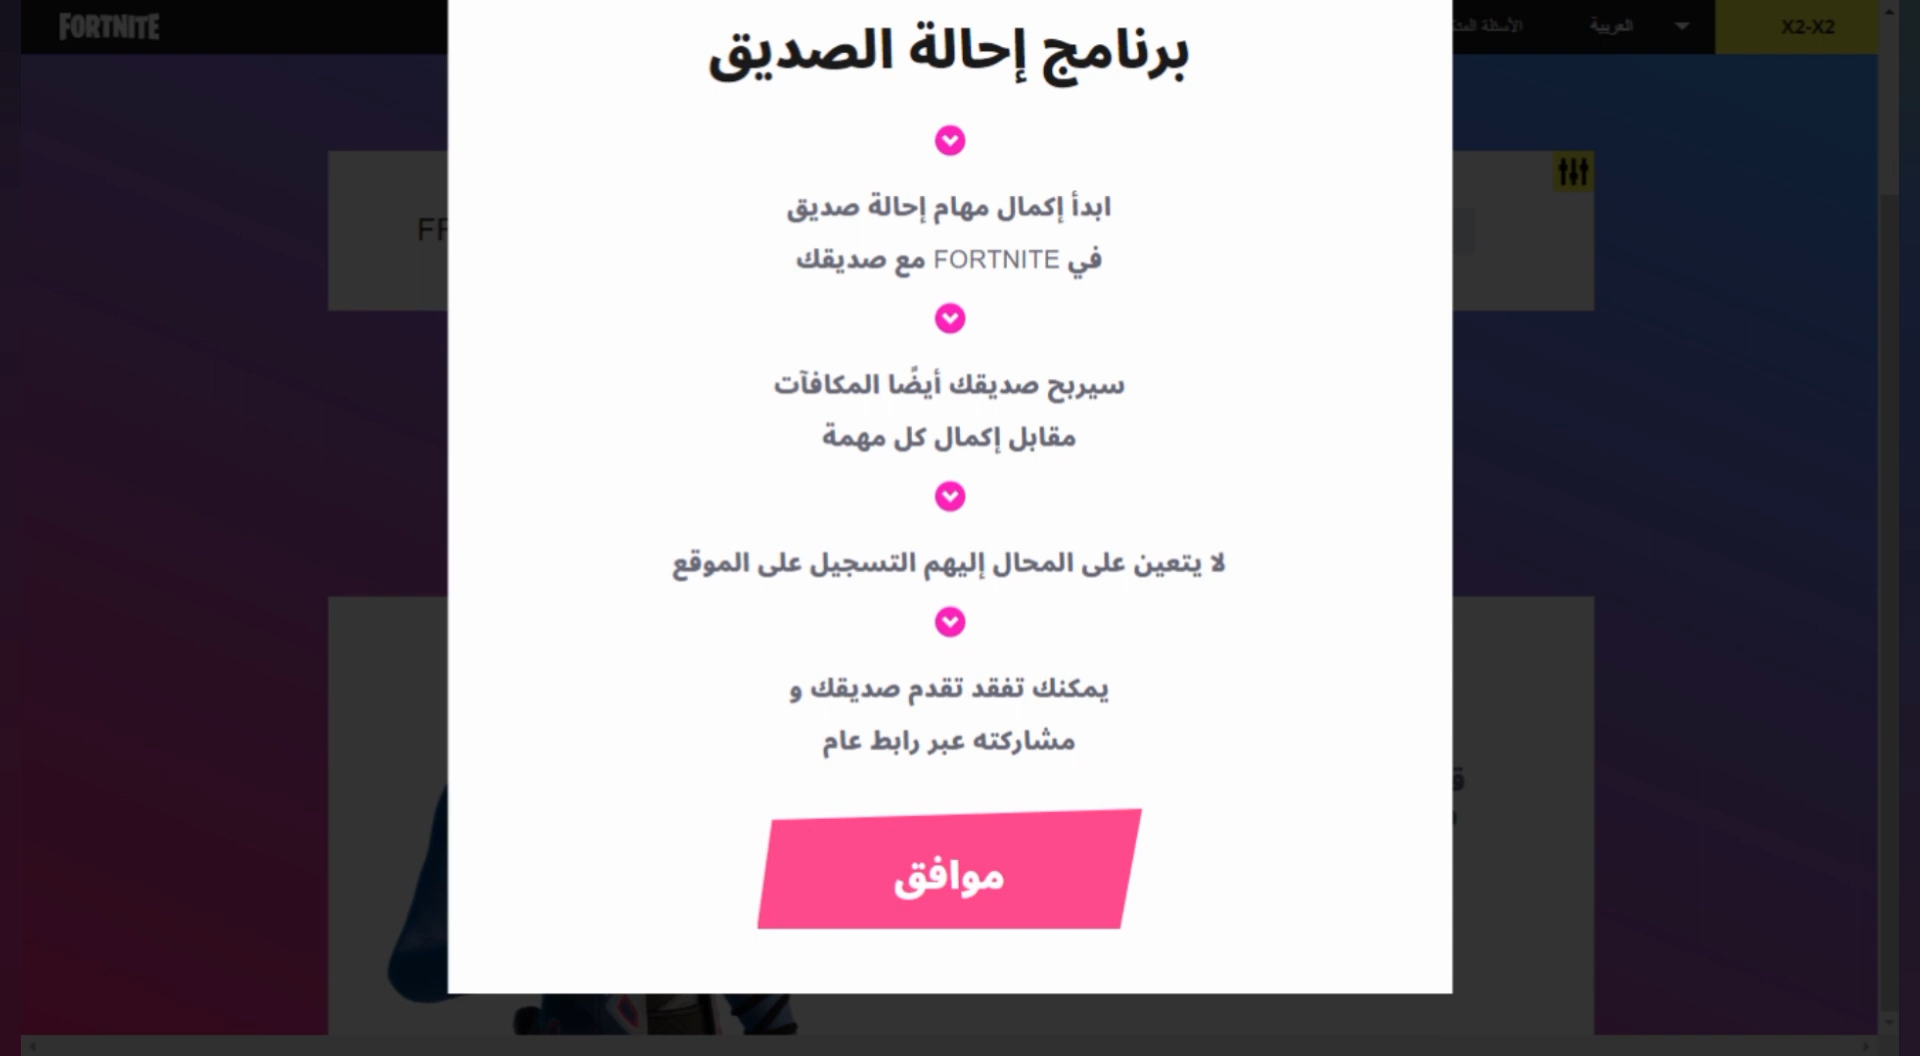 FORTNITE
العربية
X2-X2
برنامج إحالة الصديق
ابدأ إكمال مهام إحالة صديق
في FORTNITE مع صديقك
سيربح صديقك أيضًا المكافآت
مقابل إكمال كل مهمة
لا يتعين على المحال إليهم التسجيل على الموقع
يمكنك تفقد تقدم صديقك و
مشاركته عبر رابط عام
موافق